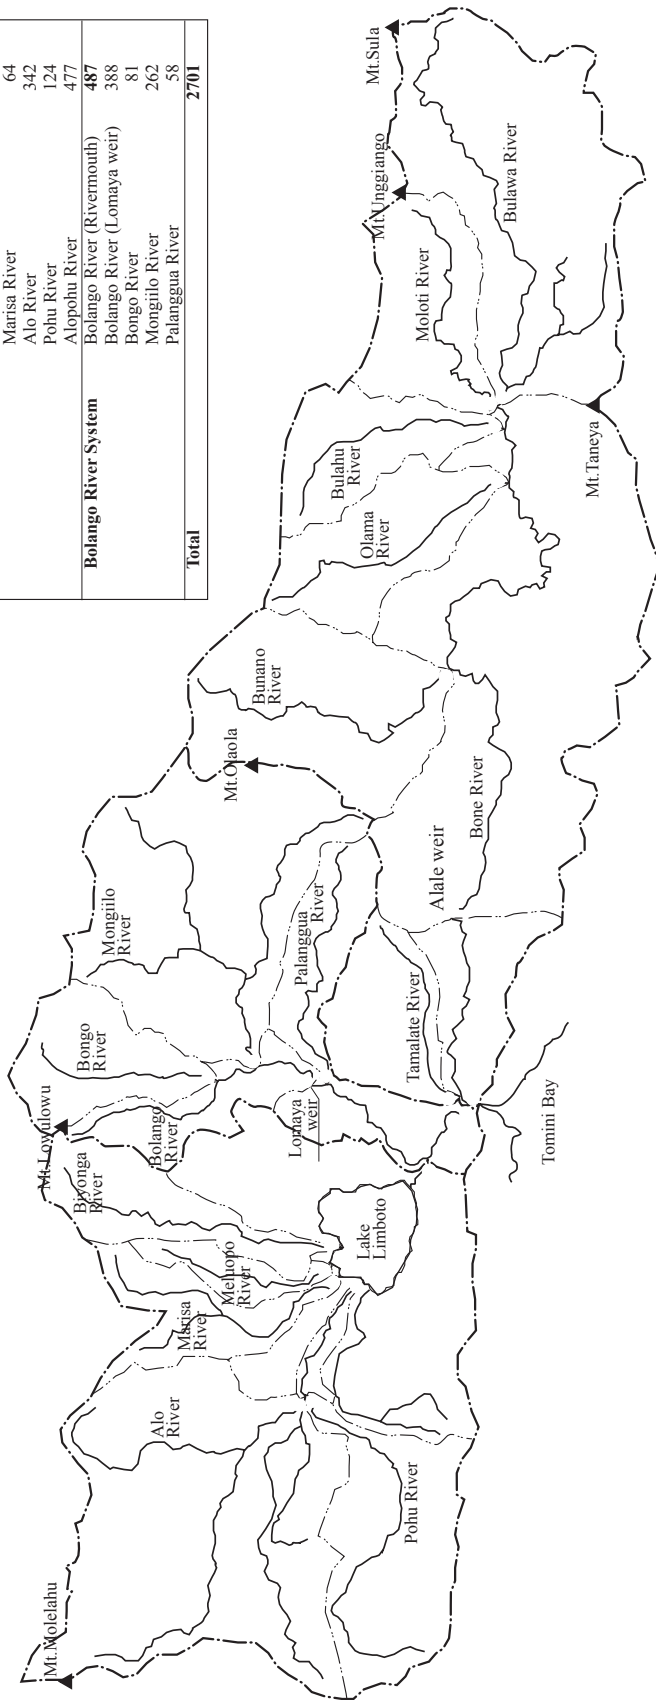 Marisa River 64
Alo River 342
Pohu River 124
Alopohu River 477
Bolango River System Bolango River (Rivermouth) 487
Bolango River (Lomaya weir) 388
Bongo River 81
Mongiilo River 262
Palanggua River 58
Total 2701
Mt.Molelahu
Alo
River
Pohu River
Marisa
River
Meluopo
River
Biyonga
River
Mt.Lowulowu
Lake
Limboto
Bolango
River
Bongo
River
Lomaya
weir
Mongiilo
River
Palanggua
River
Tamalate River
Tomini Bay
Alale weir
Bone River
Mt.Olaola
Bunano
River
Olama
River
Bulahu
River
Mt.Taneya
Moloti River
Mt.Unggiango
Bulawa River
Mt.Sula